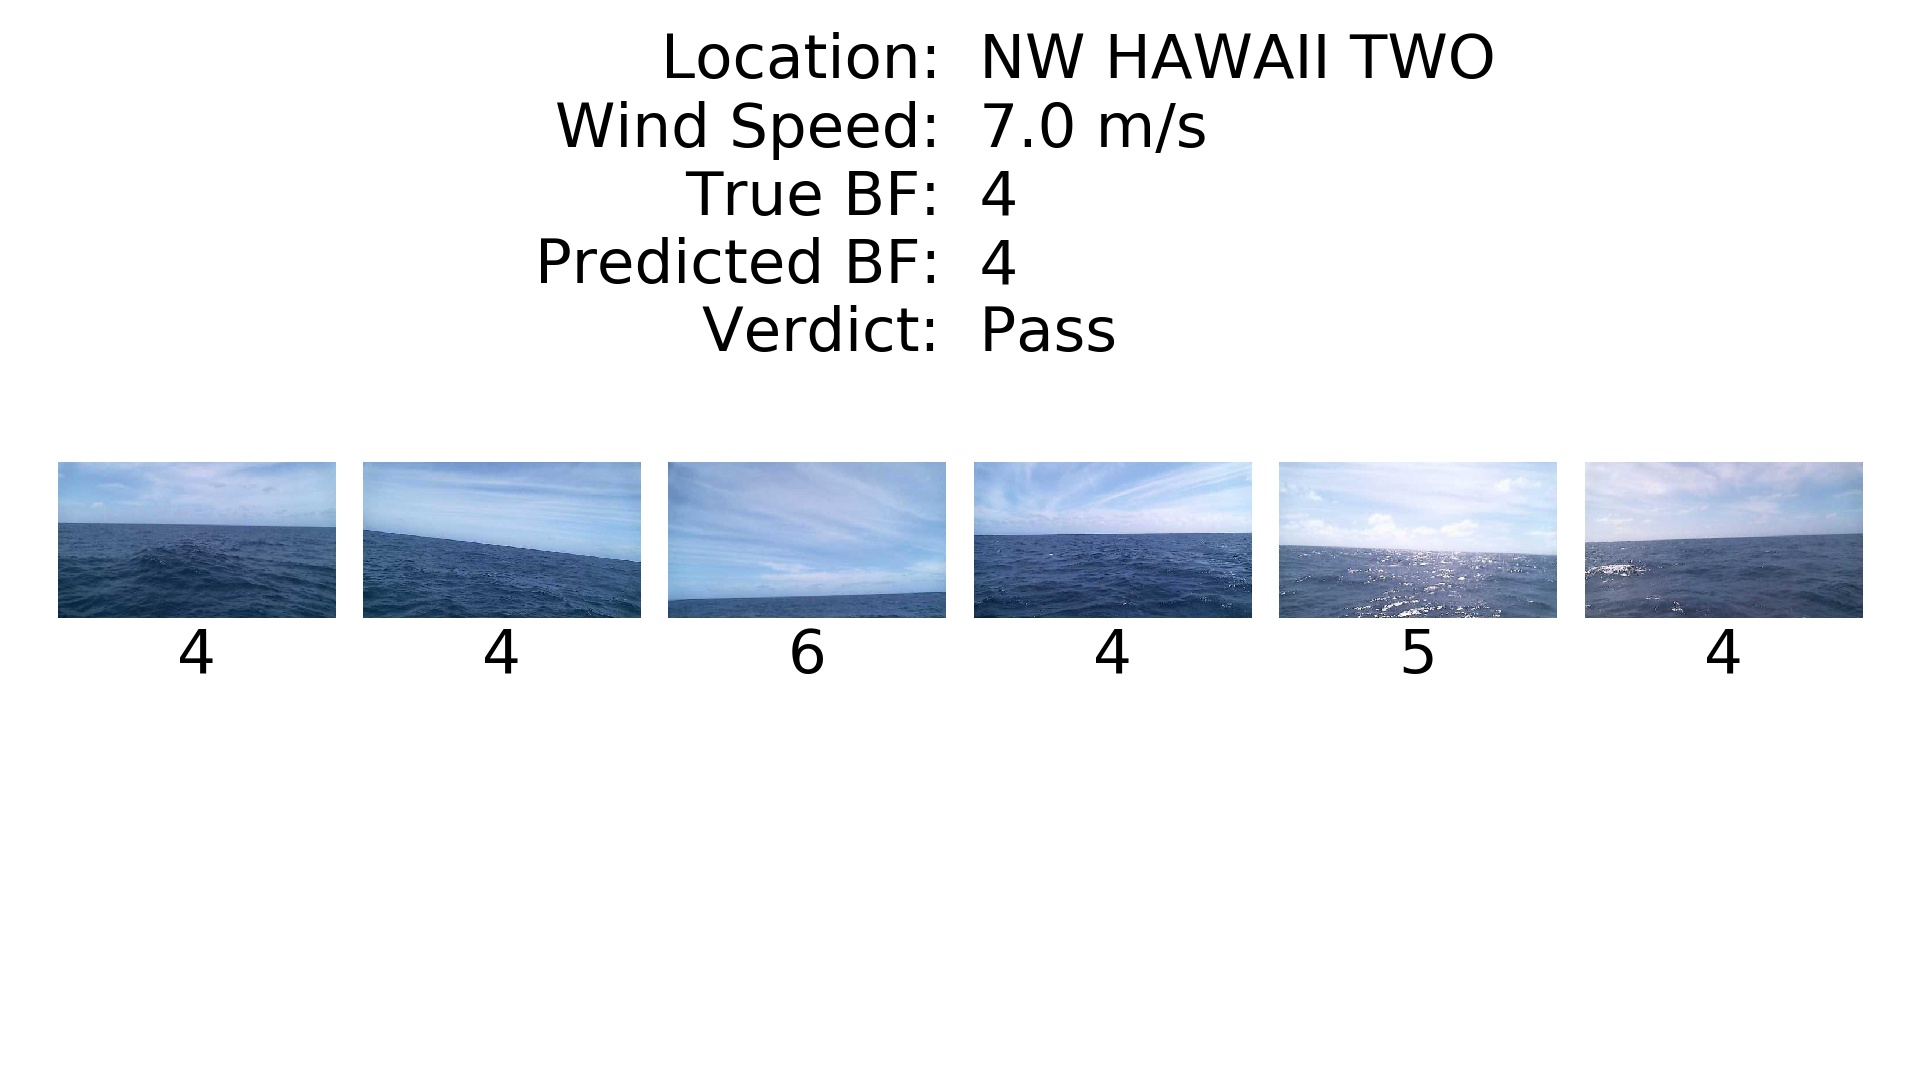 Location: NW HAWAII TWO
Wind Speed: 7.0 m/s
True BF: 4
Predicted BF: 4
Verdict: Pass
4 4 6 4 5 4